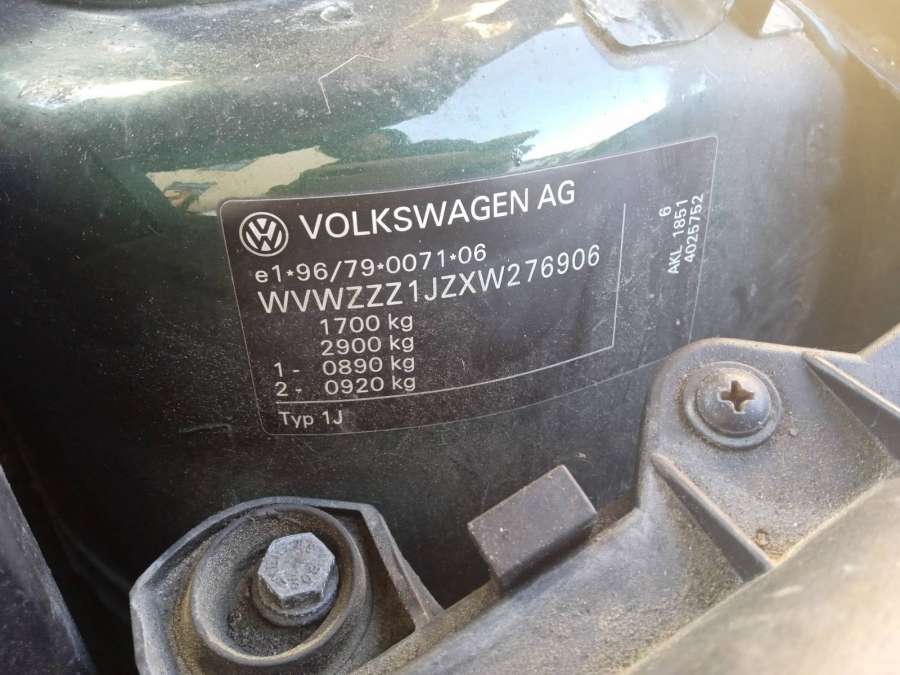 VOLKSWAGEN AG
e1*96/79*0071*06
WVWZZZ1JZXW276906
1700 kg
2900 kg
1- 0890 kg
2- 0920 kg
Typ 1J
6
AKL 1851
4025752